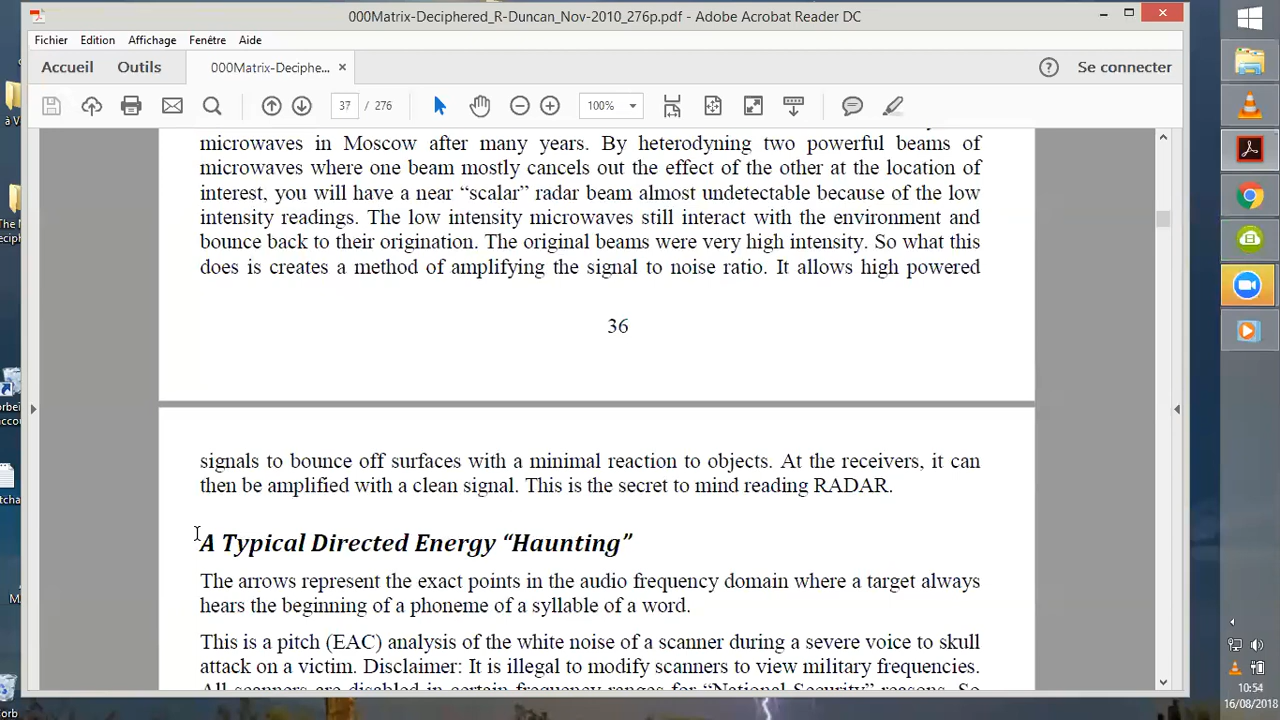 000Matrix-Deciphered_R-Duncan_Nov-2010_276p.pdf - Adobe Acrobat Reader DC
Fichier Edition Affichage Fenêtre Aide
Accueil Outils 000Matrix-Deciphe... × Se connecter
37 / 276 100%
microwaves in Moscow after many years. By heterodyning two powerful beams of
microwaves where one beam mostly cancels out the effect of the other at the location of
interest, you will have a near “scalar” radar beam almost undetectable because of the low
intensity readings. The low intensity microwaves still interact with the environment and
bounce back to their origination. The original beams were very high intensity. So what this
does is creates a method of amplifying the signal to noise ratio. It allows high powered
36
signals to bounce off surfaces with a minimal reaction to objects. At the receivers, it can
then be amplified with a clean signal. This is the secret to mind reading RADAR.
A Typical Directed Energy “Haunting”
The arrows represent the exact points in the audio frequency domain where a target always
hears the beginning of a phoneme of a syllable of a word.
This is a pitch (EAC) analysis of the white noise of a scanner during a severe voice to skull
attack on a victim. Disclaimer: It is illegal to modify scanners to view military frequencies.
All scanners are disabled in certain frequency ranges for “National Security” reasons. So
10:54
16/08/2018